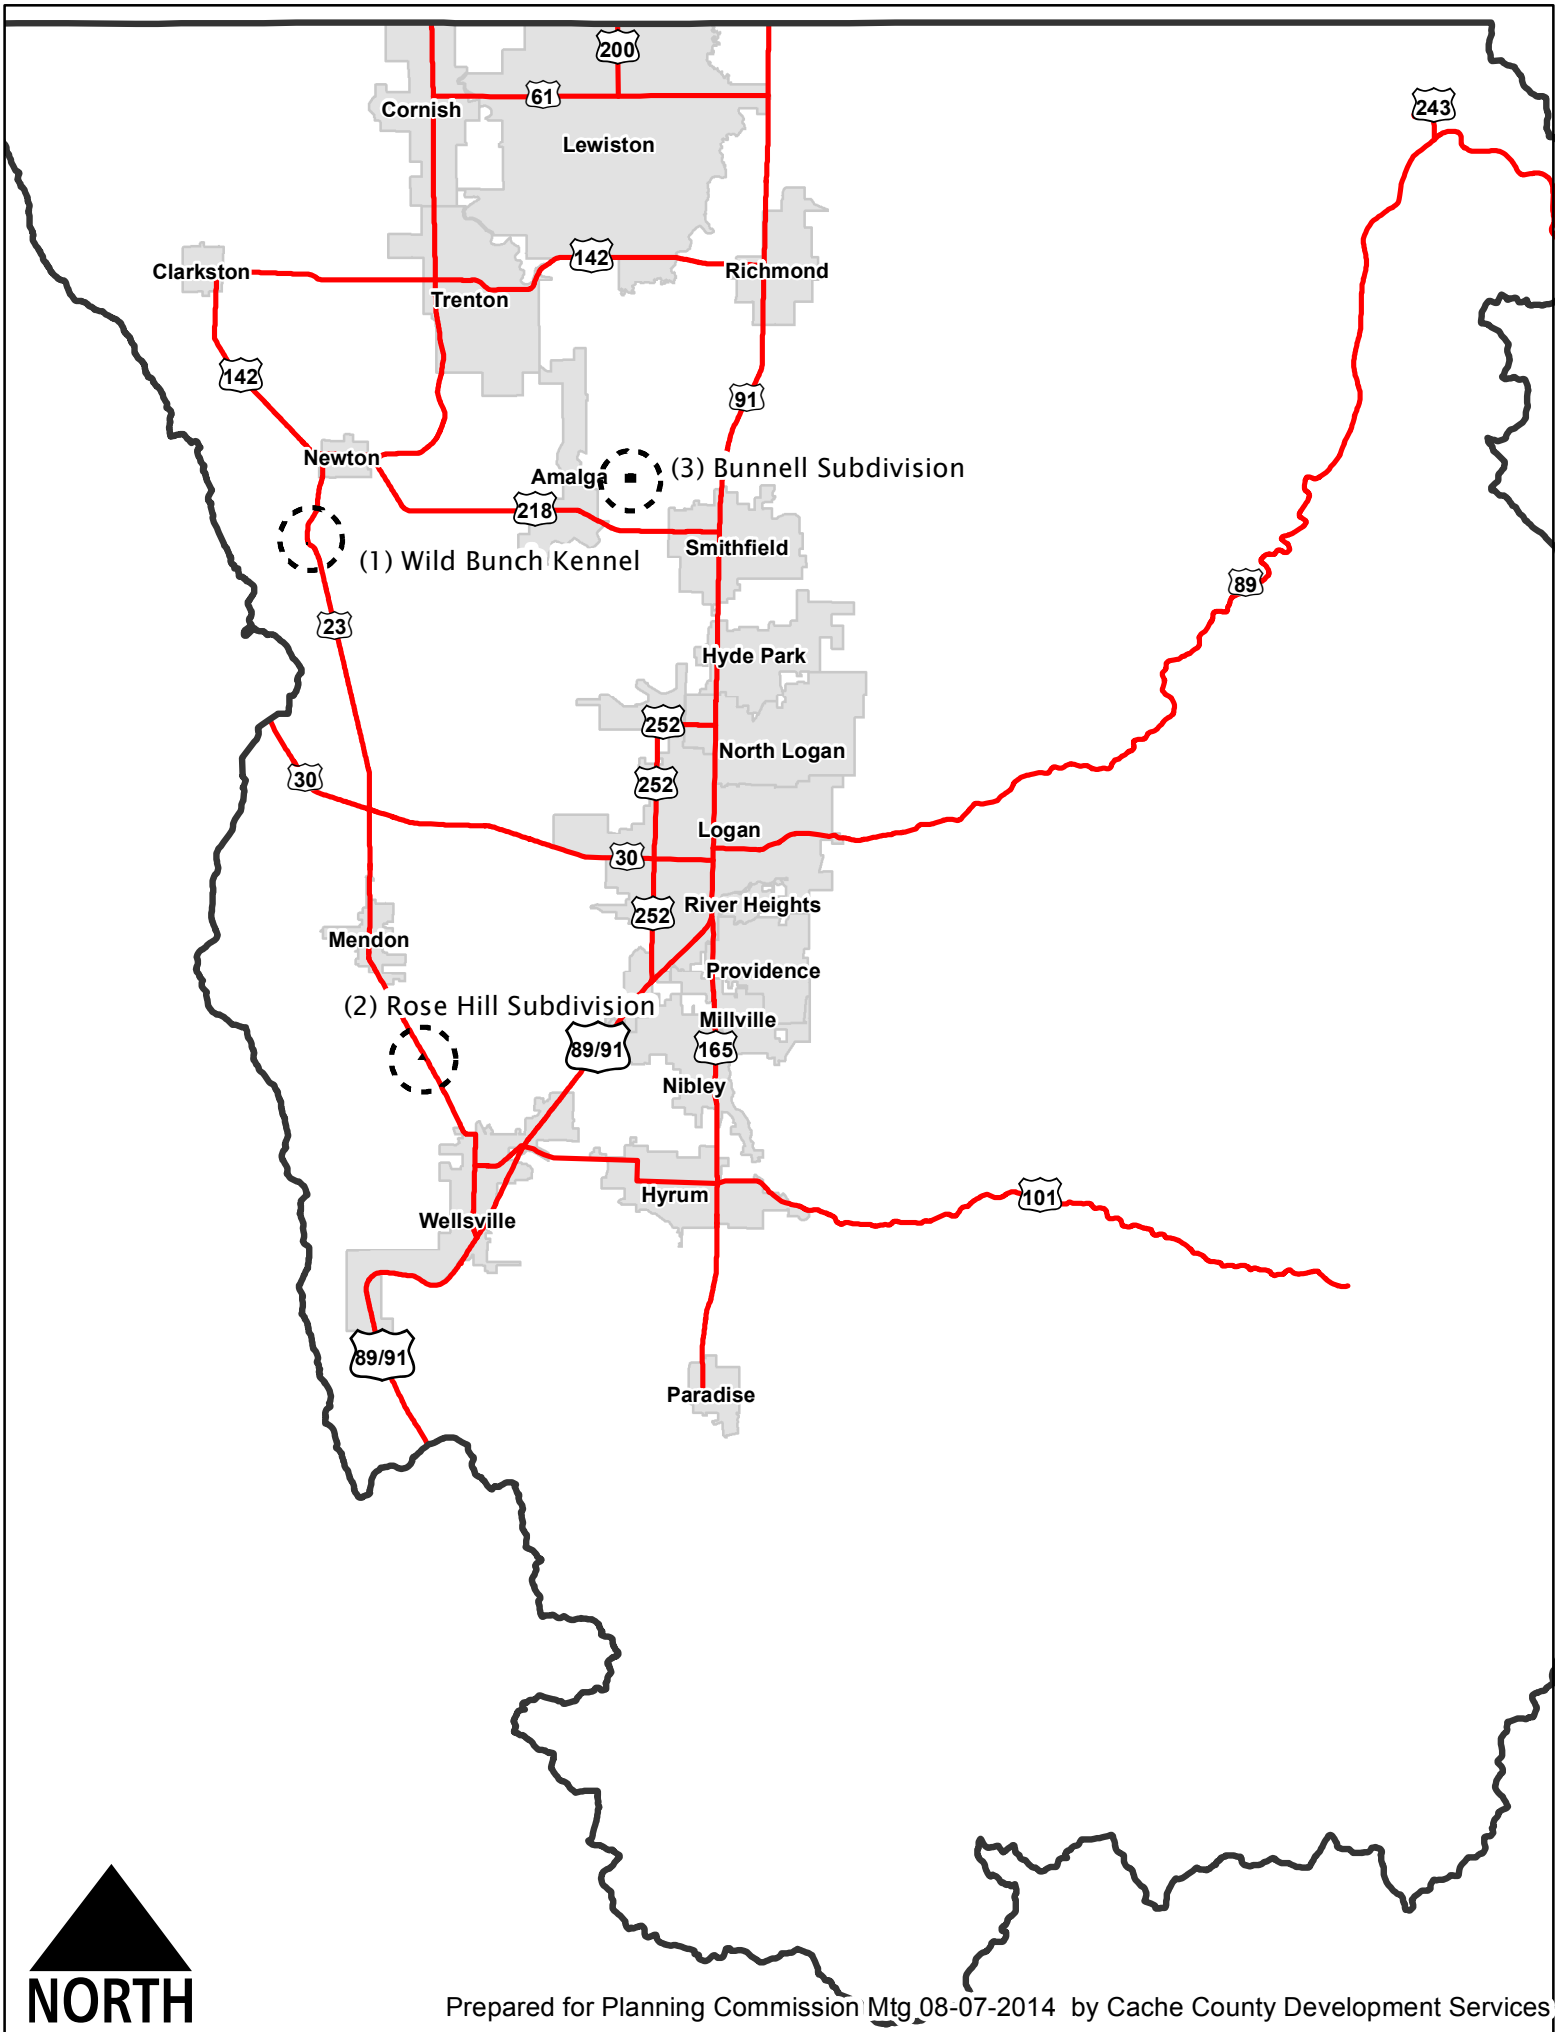 200
61
243
Cornish
Lewiston
142
Clarkston
Richmond
Trenton
142
91
Newton
(3) Bunnell Subdivision
Amalga
218
Smithfield
(1) Wild Bunch Kennel
89
23
Hyde Park
252
North Logan
30
252
Logan
30
River Heights
252
Mendon
Providence
(2) Rose Hill Subdivision
Millville
89/91
165
Nibley
Hyrum
101
Wellsville
89/91
Paradise
NORTH
Prepared for Planning Commission Mtg 08-07-2014 by Cache County Development Services